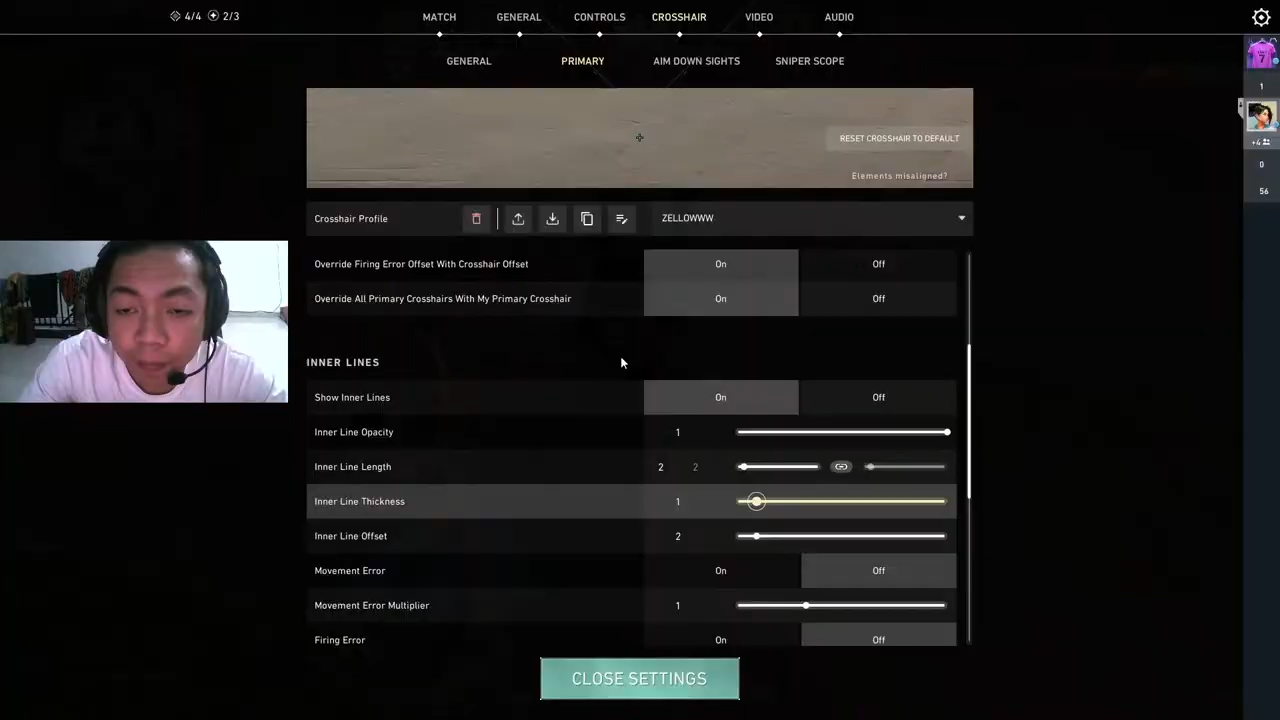 4/4 2/3
MATCH GENERAL CONTROLS CROSSHAIR VIDEO AUDIO
GENERAL PRIMARY AIM DOWN SIGHTS SNIPER SCOPE
7
1
RESET CROSSHAIR TO DEFAULT
+4
Elements misaligned?
0
56
Crosshair Profile ZELLOWWW
Override Firing Error Offset With Crosshair Offset On Off
Override All Primary Crosshairs With My Primary Crosshair On Off
INNER LINES
Show Inner Lines On Off
Inner Line Opacity 1
Inner Line Length 2 2
Inner Line Thickness 1
Inner Line Offset 2
Movement Error On Off
Movement Error Multiplier 1
Firing Error On Off
CLOSE SETTINGS